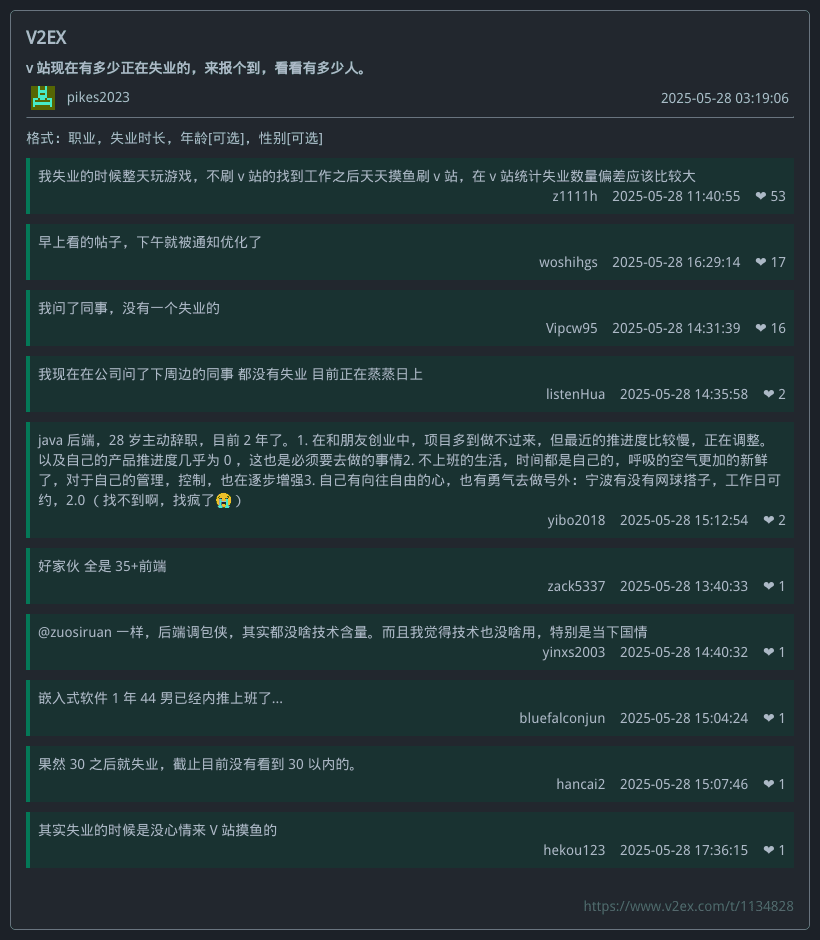 V2EX
v 站现在有多少正在失业的，来报个到，看看有多少人。
pikes2023 2025-05-28 03:19:06
格式：职业，失业时长，年龄[可选]，性别[可选]
我失业的时候整天玩游戏，不刷 v 站的找到工作之后天天摸鱼刷 v 站，在 v 站统计失业数量偏差应该比较大
z1111h 2025-05-28 11:40:55 ❤ 53
早上看的帖子，下午就被通知优化了
woshihgs 2025-05-28 16:29:14 ❤ 17
我问了同事，没有一个失业的
Vipcw95 2025-05-28 14:31:39 ❤ 16
我现在在公司问了下周边的同事 都没有失业 目前正在蒸蒸日上
listenHua 2025-05-28 14:35:58 ❤ 2
java 后端，28 岁主动辞职，目前 2 年了。1. 在和朋友创业中，项目多到做不过来，但最近的推进度比较慢，正在调整。
以及自己的产品推进度几乎为 0 ，这也是必须要去做的事情2. 不上班的生活，时间都是自己的，呼吸的空气更加的新鲜
了，对于自己的管理，控制，也在逐步增强3. 自己有向往自由的心，也有勇气去做号外：宁波有没有网球搭子，工作日可
约，2.0 （ 找不到啊，找疯了😭 ）
yibo2018 2025-05-28 15:12:54 ❤ 2
好家伙 全是 35+前端
zack5337 2025-05-28 13:40:33 ❤ 1
@zuosiruan 一样，后端调包侠，其实都没啥技术含量。而且我觉得技术也没啥用，特别是当下国情
yinxs2003 2025-05-28 14:40:32 ❤ 1
嵌入式软件 1 年 44 男已经内推上班了...
bluefalconjun 2025-05-28 15:04:24 ❤ 1
果然 30 之后就失业，截止目前没有看到 30 以内的。
hancai2 2025-05-28 15:07:46 ❤ 1
其实失业的时候是没心情来 V 站摸鱼的
hekou123 2025-05-28 17:36:15 ❤ 1
https://www.v2ex.com/t/1134828